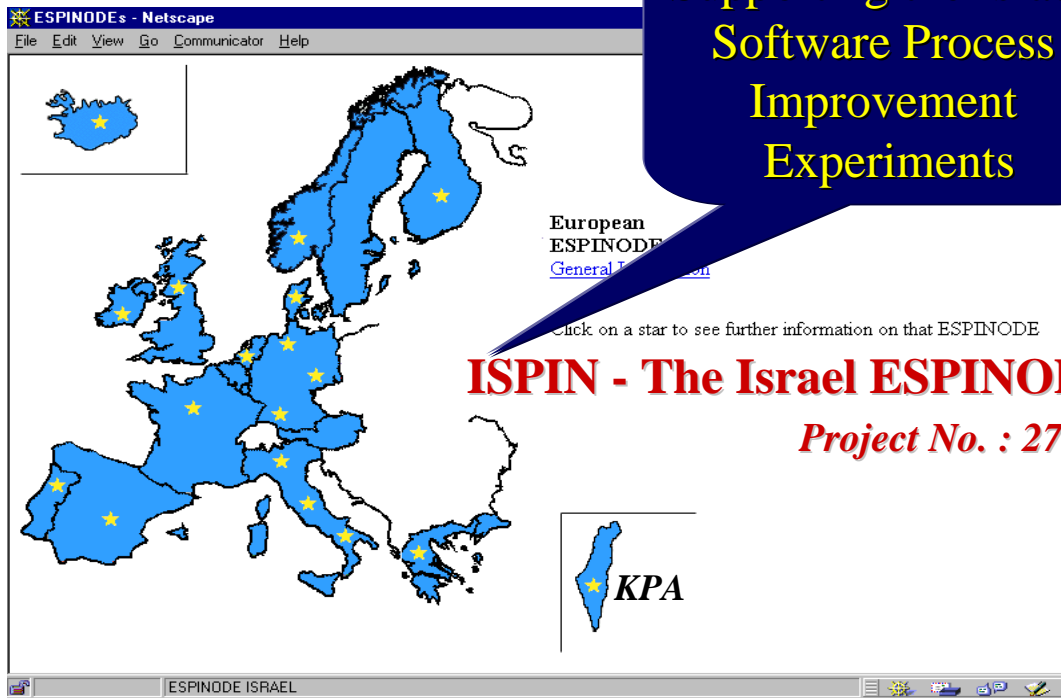 ESPINODEs - Netscape
File Edit View Go Communicator Help
Software Process
Improvement
Experiments
European
ESPINODE
General
Click on a star to see further information on that ESPINODE
ISPIN - The Israel
Project No. : 27
KPA
ESPINODE ISRAEL